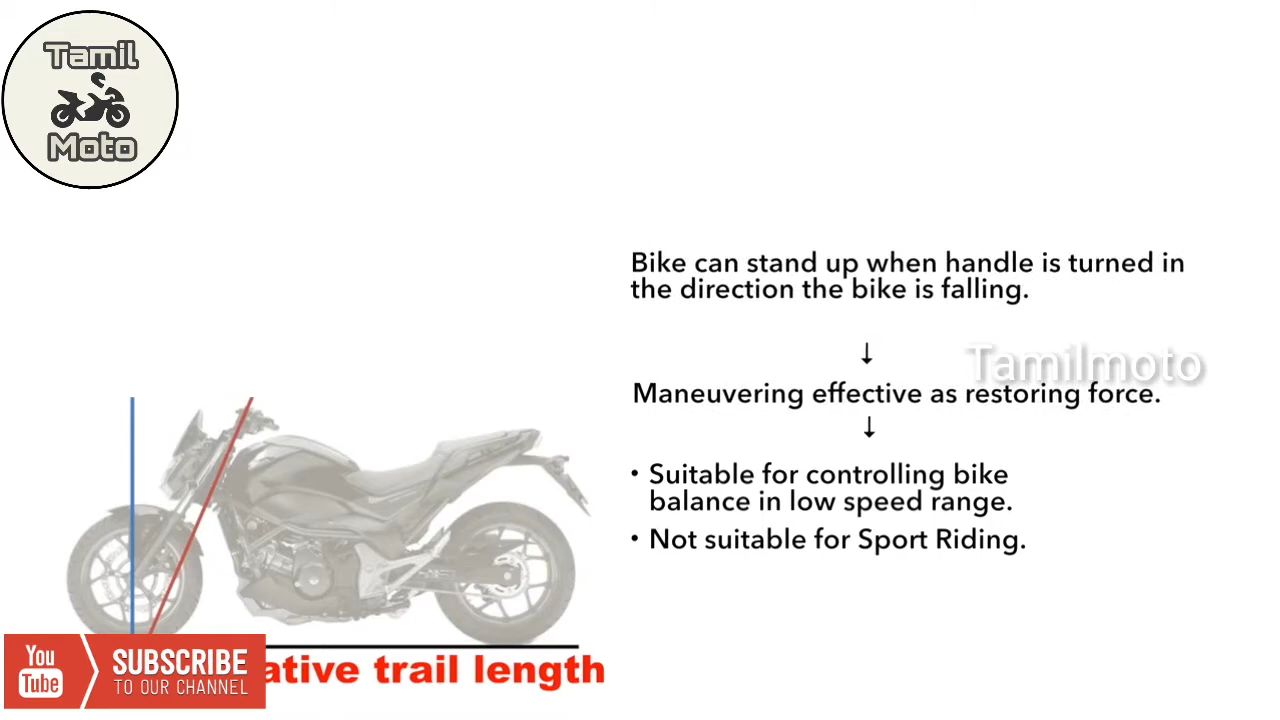 Tamil
Moto
Bike can stand up when handle is turned in
the direction the bike is falling.
↓
Tamilmoto
Maneuvering effective as restoring force.
↓
• Suitable for controlling bike
balance in low speed range.
• Not suitable for Sport Riding.
You
Tube
SUBSCRIBE
TO OUR CHANNEL
trail length